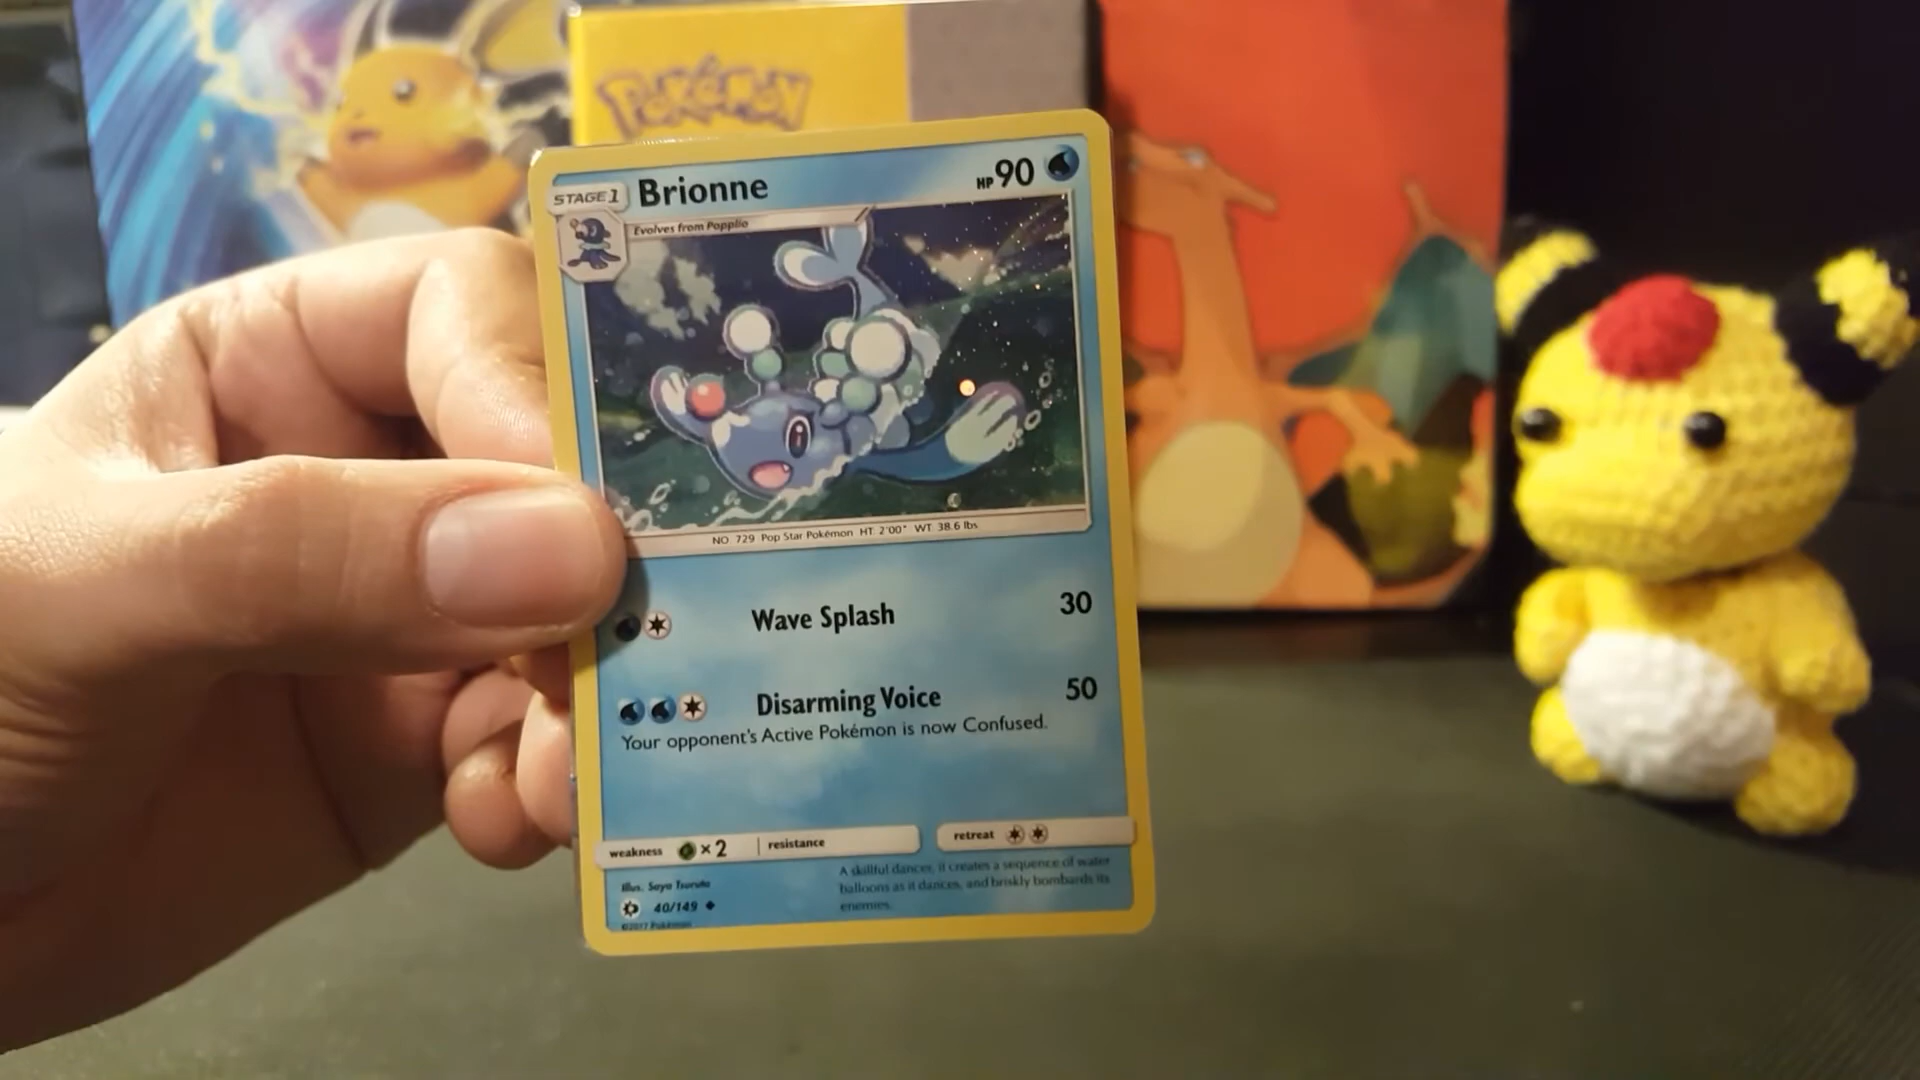 Pokémon
STAGE 1 Brionne HP 90
Evolves from Popplio
NO. 729 Pop Star Pokémon HT: 2'00" WT: 38.6 lbs
Wave Splash 30
Disarming Voice 50
Your opponent's Active Pokémon is now Confused.
weakness ×2 resistance retreat
A skillful dancer, it creates a sequence of water
balloons as it dances, and briskly bombards its
enemies.
Illus. Saya Tsuruta
40/149
©2017 Pokémon